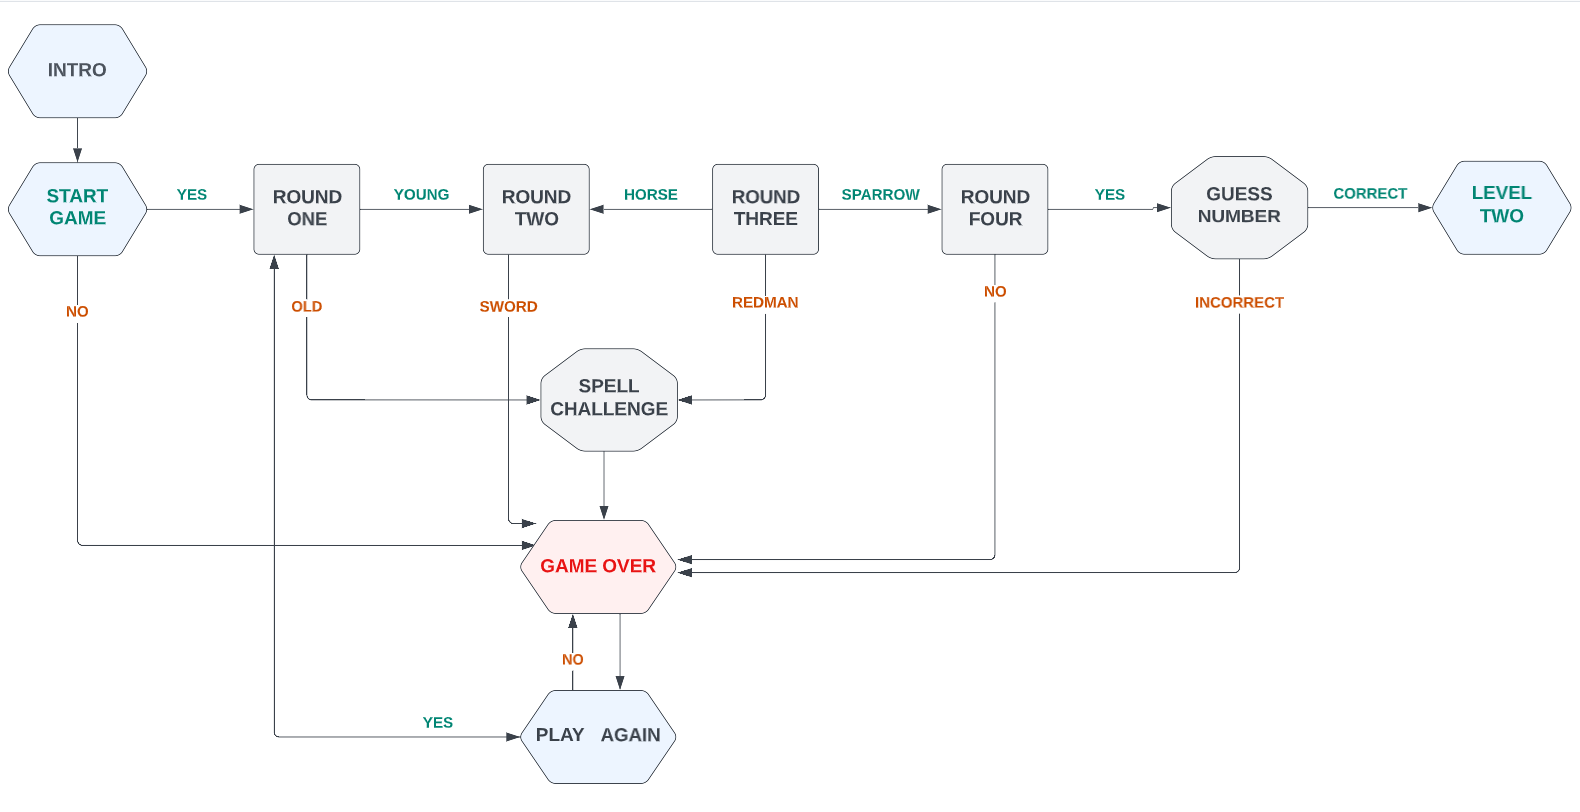 INTRO
START
GAME
YES
ROUND
ONE
YOUNG
ROUND
TWO
HORSE
ROUND
THREE
SPARROW
ROUND
FOUR
YES
GUESS
NUMBER
CORRECT
LEVEL
TWO
NO
OLD
SWORD
REDMAN
NO
INCORRECT
SPELL
CHALLENGE
GAME OVER
NO
YES
PLAY AGAIN